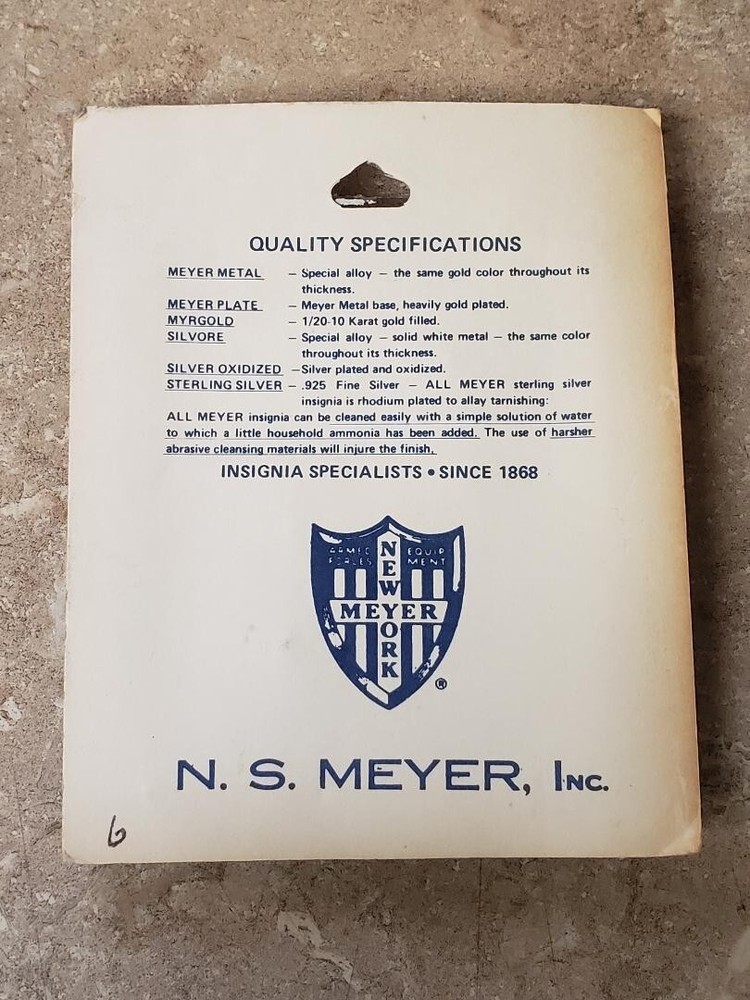 QUALITY SPECIFICATIONS
MEYER METAL – Special alloy – the same gold color throughout its
thickness.
MEYER PLATE – Meyer Metal base, heavily gold plated.
MYRGOLD – 1/20-10 Karat gold filled.
SILVORE – Special alloy – solid white metal – the same color
throughout its thickness.
SILVER OXIDIZED –Silver plated and oxidized.
STERLING SILVER – .925 Fine Silver – ALL MEYER sterling silver
insignia is rhodium plated to allay tarnishing:
ALL MEYER insignia can be cleaned easily with a simple solution of water
to which a little household ammonia has been added. The use of harsher
abrasive cleansing materials will injure the finish.
INSIGNIA SPECIALISTS • SINCE 1868
ARMED FORCES EQUIPMENT
NEW YORK
MEYER
®
N. S. MEYER, INC.
6